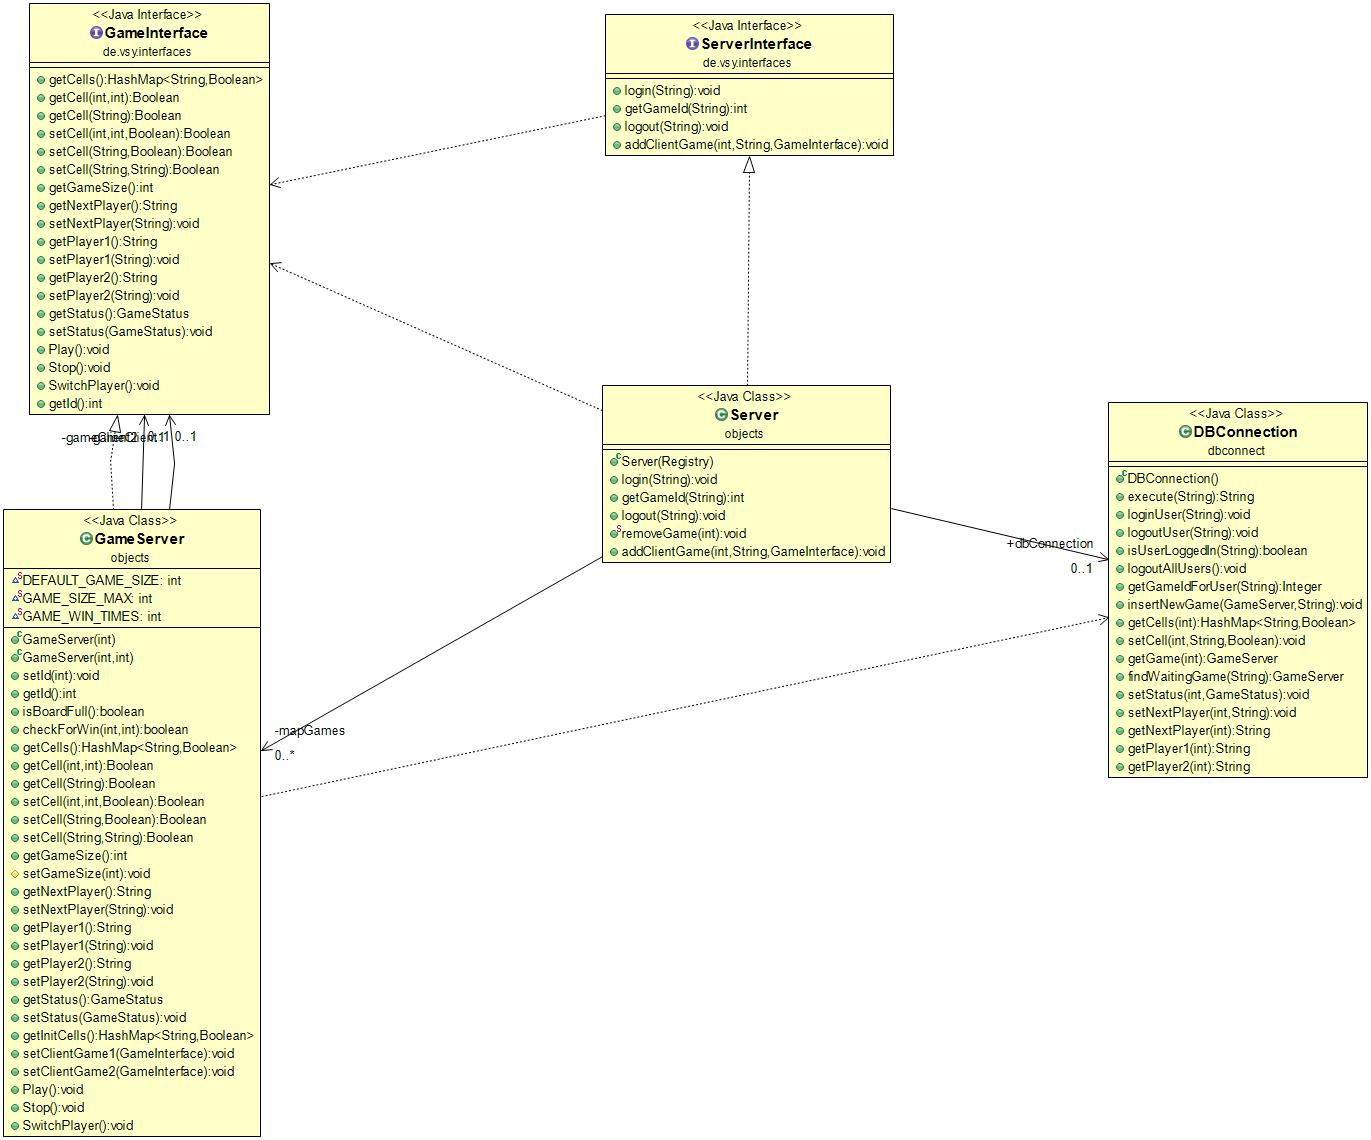 <<Java Interface>>
GameInterface
de.vsy.interfaces
getCells():HashMap<String,Boolean>
getCell(int,int):Boolean
getCell(String):Boolean
setCell(int,int,Boolean):Boolean
setCell(String,Boolean):Boolean
setCell(String,String):Boolean
getGameSize():int
getNextPlayer():String
setNextPlayer(String):void
getPlayer1():String
setPlayer1(String):void
getPlayer2():String
setPlayer2(String):void
getStatus():GameStatus
setStatus(GameStatus):void
Play():void
Stop():void
SwitchPlayer():void
getId():int
<<Java Interface>>
ServerInterface
de.vsy.interfaces
login(String):void
getGameId(String):int
logout(String):void
addClientGame(int,String,GameInterface):void
<<Java Class>>
Server
objects
Server(Registry)
login(String):void
getGameId(String):int
logout(String):void
removeGame(int):void
addClientGame(int,String,GameInterface):void
<<Java Class>>
DBConnection
dbconnect
DBConnection()
execute(String):String
loginUser(String):void
logoutUser(String):void
isUserLoggedIn(String):boolean
logoutAllUsers():void
getGameIdForUser(String):Integer
insertNewGame(GameServer,String):void
getCells(int):HashMap<String,Boolean>
setCell(int,String,Boolean):void
getGame(int):GameServer
findWaitingGame(String):GameServer
setStatus(int,GameStatus):void
setNextPlayer(int,String):void
getNextPlayer(int):String
getPlayer1(int):String
getPlayer2(int):String
+dbConnection
0..1
0..1
-mapGames
0..*
<<Java Class>>
GameServer
objects
DEFAULT_GAME_SIZE: int
GAME_SIZE_MAX: int
GAME_WIN_TIMES: int
GameServer(int)
GameServer(int,int)
setId(int):void
getId():int
isBoardFull():boolean
checkForWin(int,int):boolean
getCells():HashMap<String,Boolean>
getCell(int,int):Boolean
getCell(String):Boolean
setCell(int,int,Boolean):Boolean
setCell(String,Boolean):Boolean
setCell(String,String):Boolean
getGameSize():int
setGameSize(int):void
getNextPlayer():String
setNextPlayer(String):void
getPlayer1():String
setPlayer1(String):void
getPlayer2():String
setPlayer2(String):void
getStatus():GameStatus
setStatus(GameStatus):void
getInitCells():HashMap<String,Boolean>
setClientGame1(GameInterface):void
setClientGame2(GameInterface):void
Play():void
Stop():void
SwitchPlayer():void